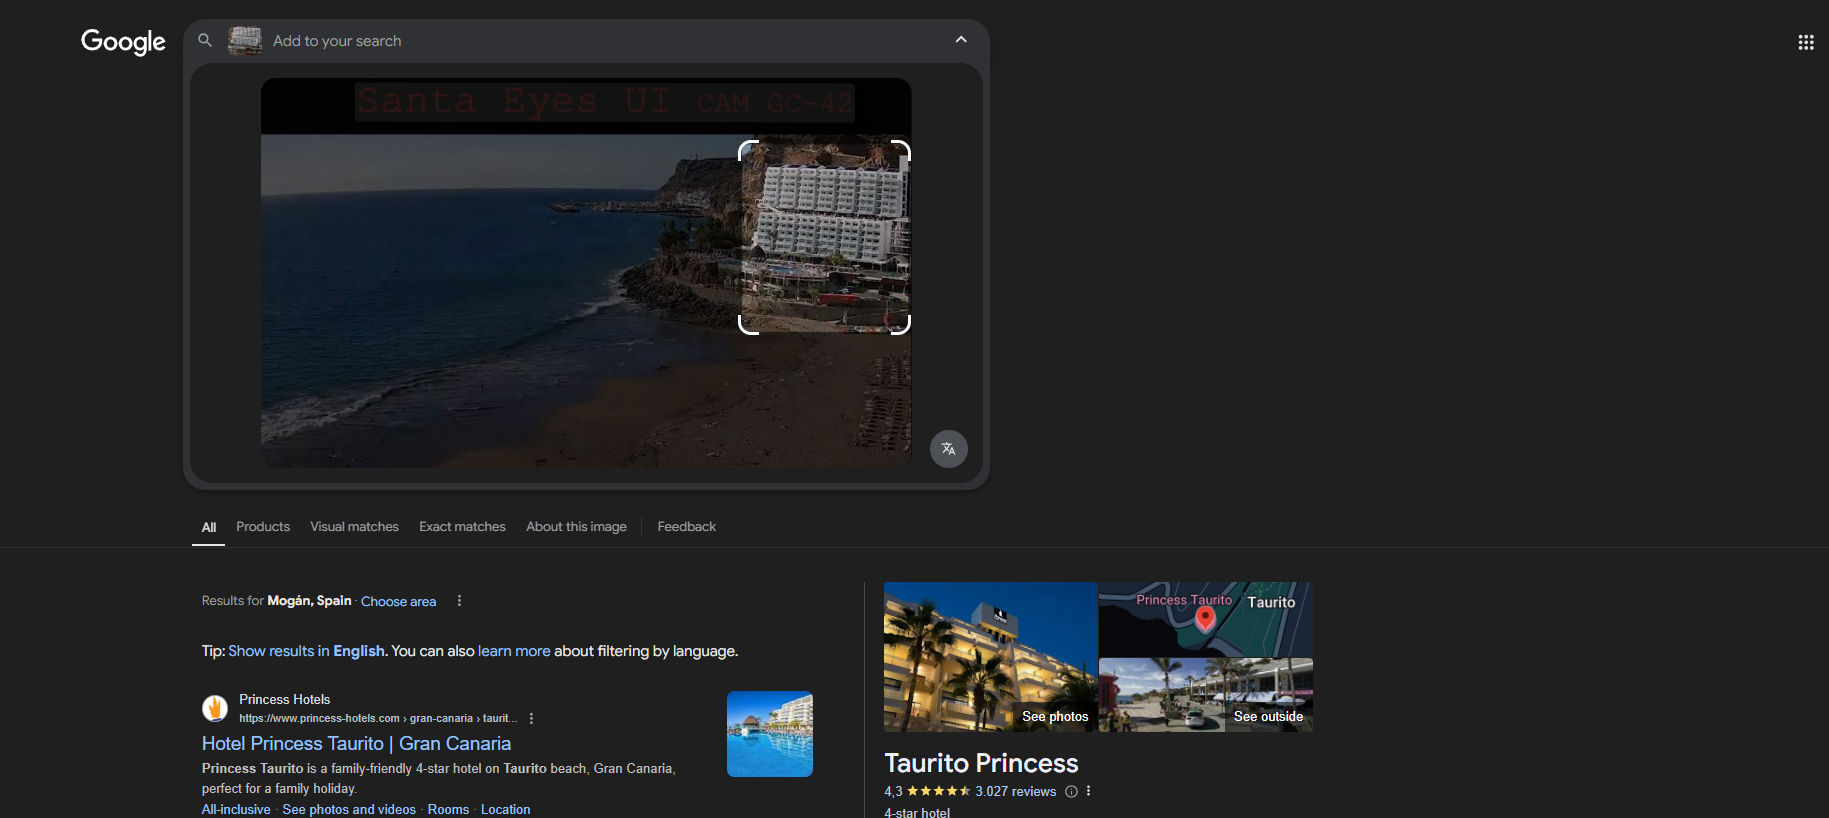 Google
Add to your search
Santa Eyes UI CAM GC-42
All Products Visual matches Exact matches About this image Feedback
Results for Mogán, Spain · Choose area
Tip: Show results in English. You can also learn more about filtering by language.
Princess Hotels
https://www.princess-hotels.com › gran-canaria › taurit...
Hotel Princess Taurito | Gran Canaria
Princess Taurito is a family-friendly 4-star hotel on Taurito beach, Gran Canaria,
perfect for a family holiday.
All-inclusive · See photos and videos · Rooms · Location
Princess Taurito
Taurito
See photos
See outside
Taurito Princess
4,3 3.027 reviews
4-star hotel